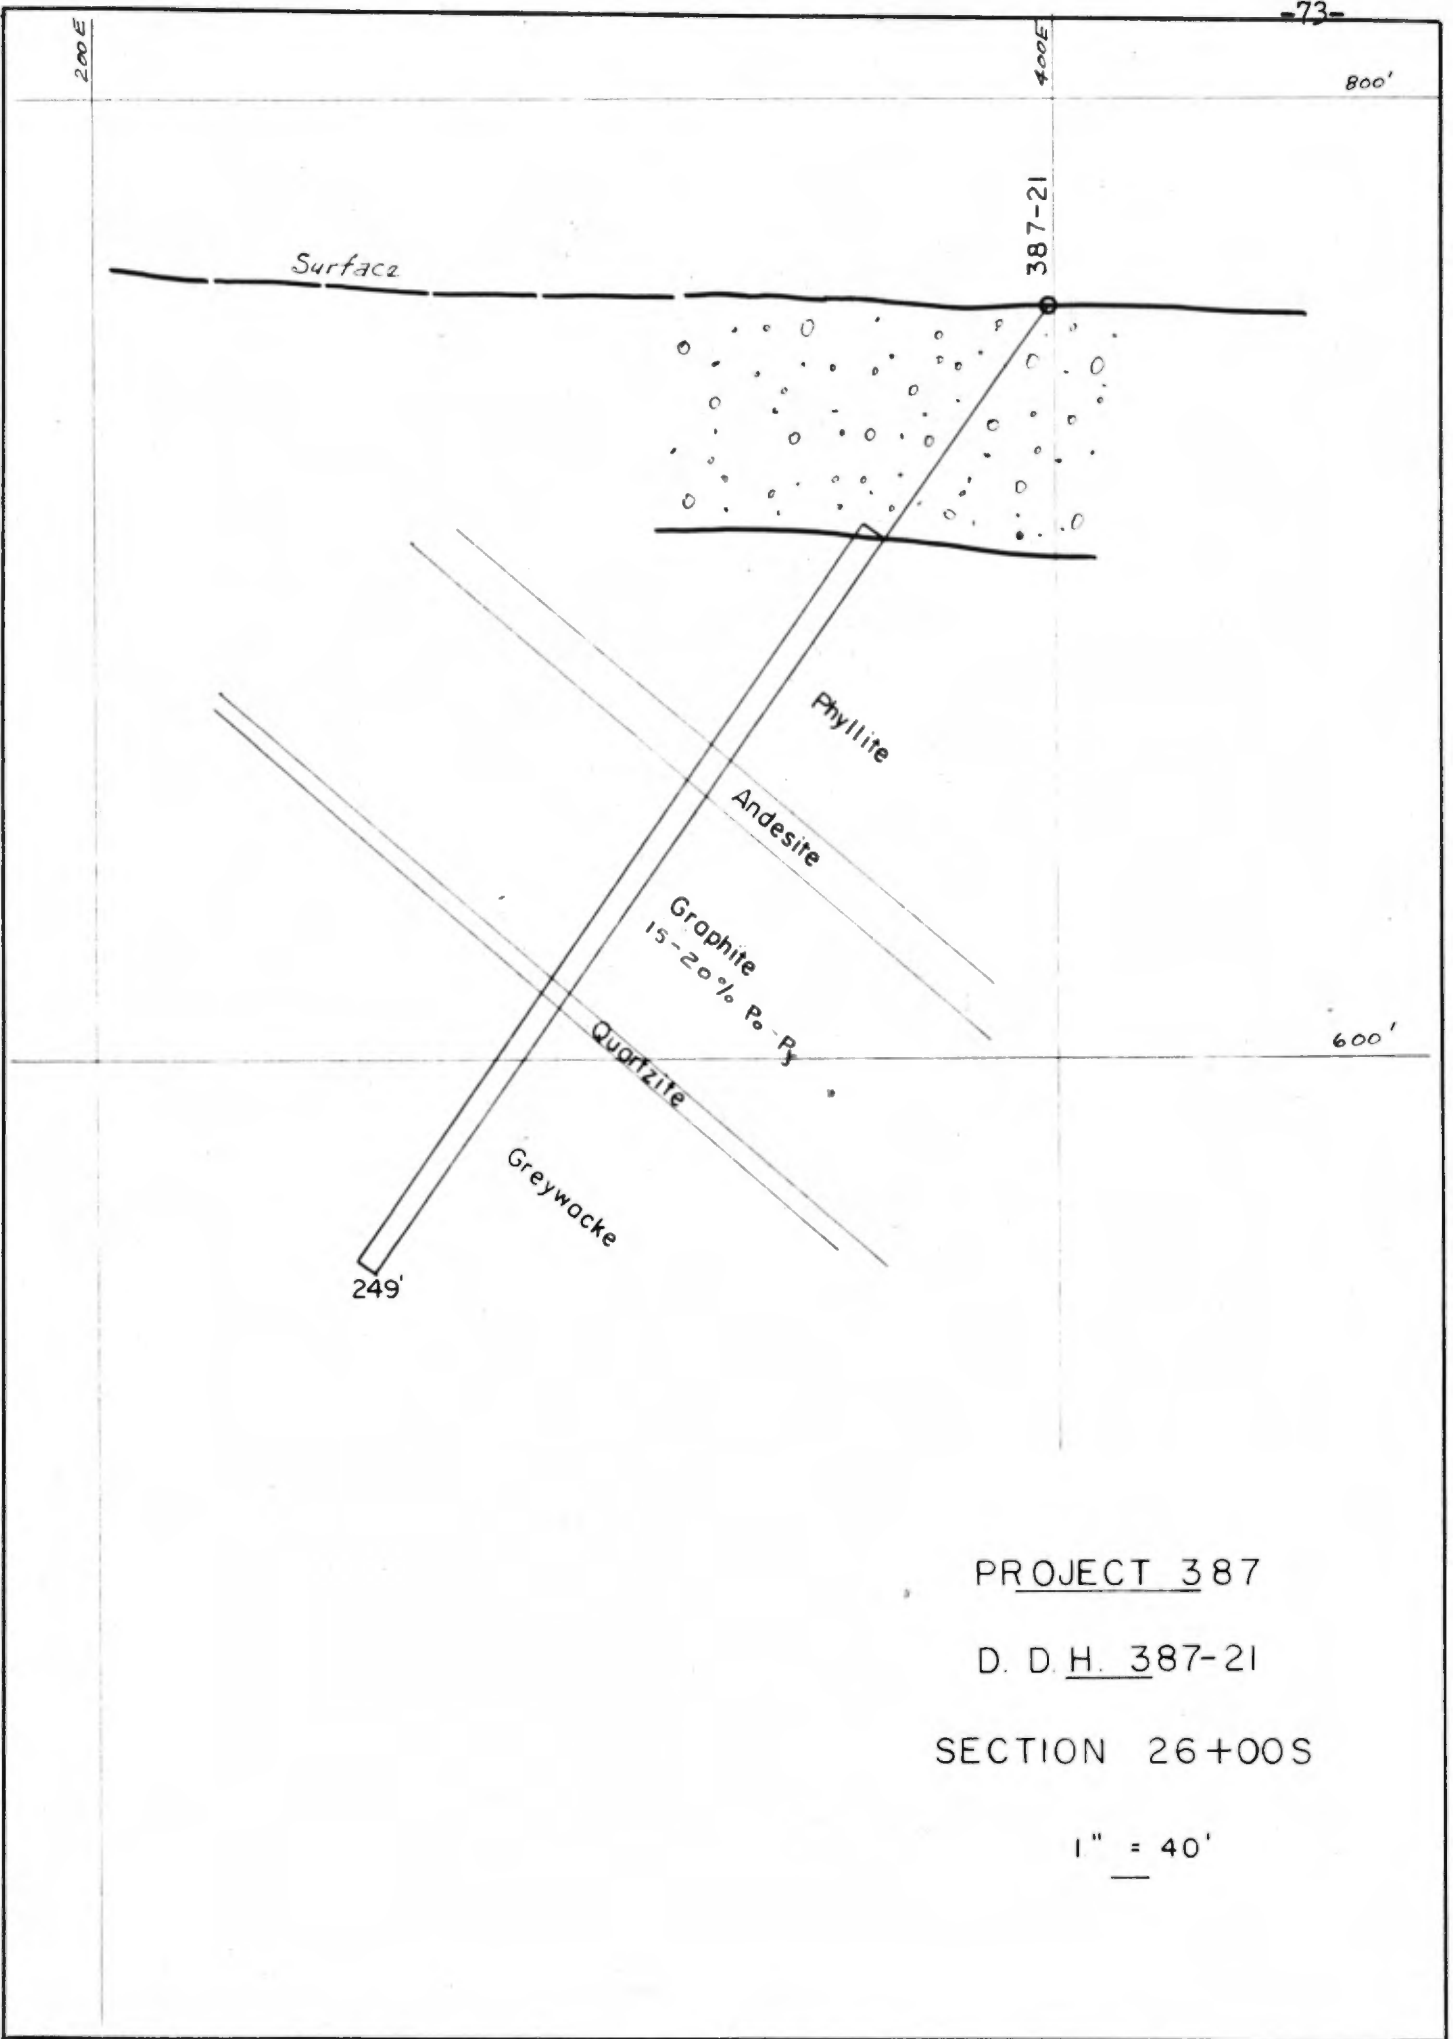 -73-
200E
400E
800'
387-21
Surface
Phyllite
Andesite
Graphite
15-20% Po-Py
600'
Quartzite
Greywacke
249'
PROJECT 387
D. D. H. 387-21
SECTION 26+00S
1" = 40'